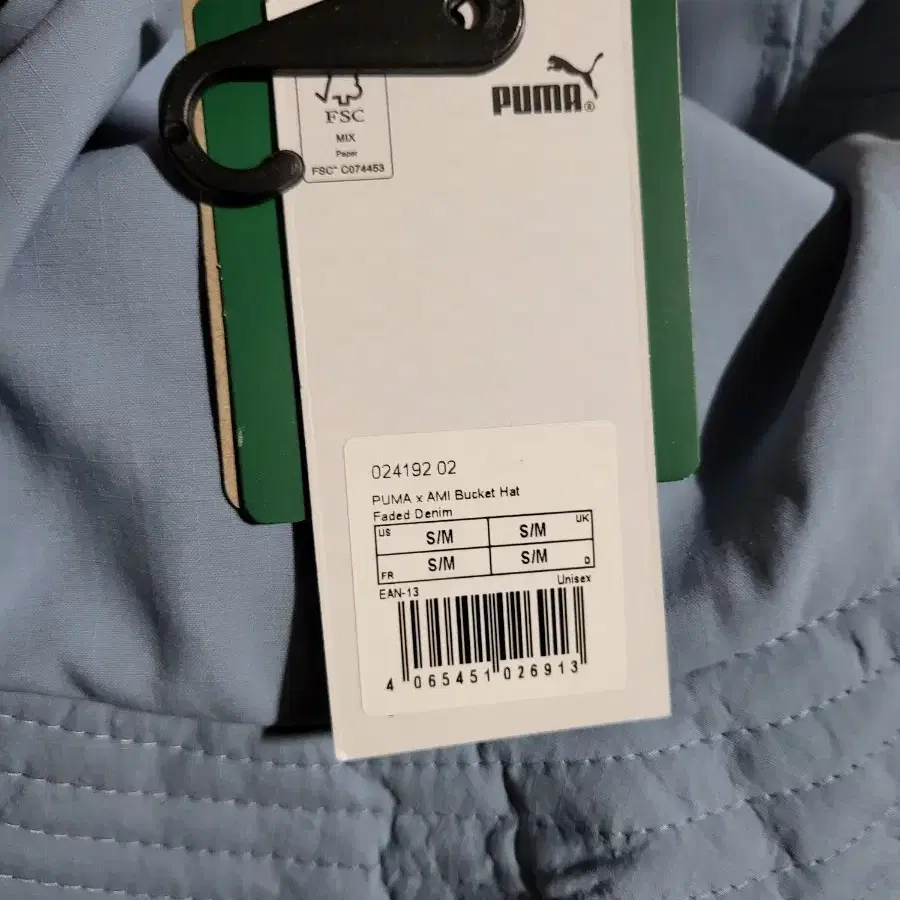 PUMA®
FSC
MIX
Paper
FSC™ C074453
024192 02
PUMA x AMI Bucket Hat
Faded Denim
US S/M S/M UK
FR S/M S/M D
EAN-13 Unisex
4 065451 026913